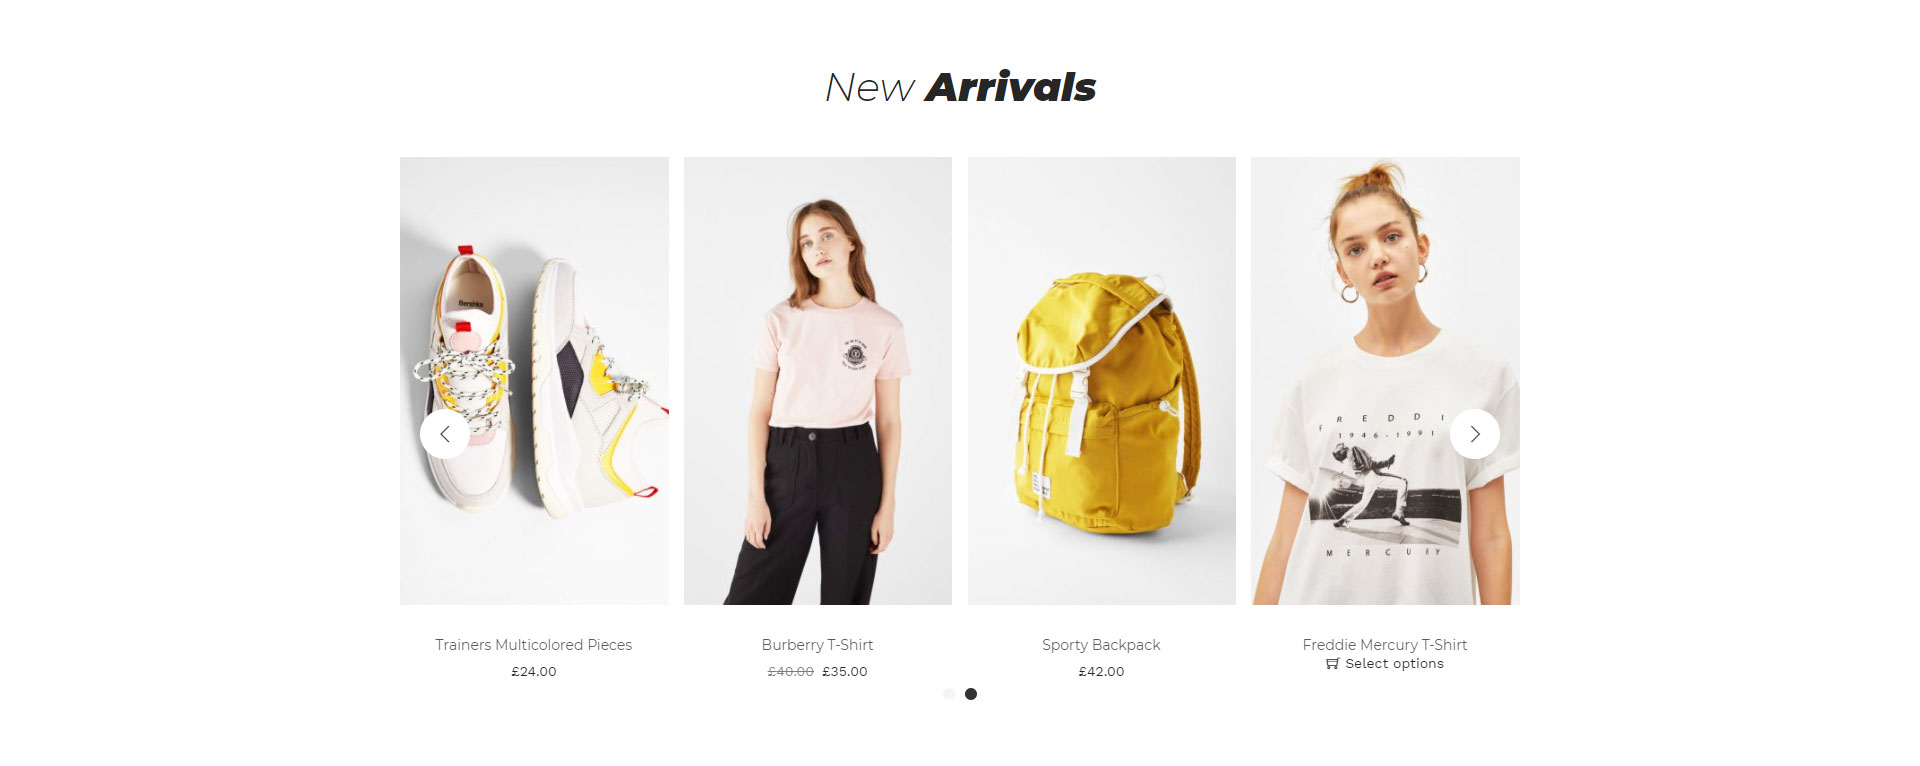 New Arrivals
Bershka
FREDDI
1946-1991
MERCURY
Trainers Multicolored Pieces
£24.00
Burberry T-Shirt
£40.00 £35.00
Sporty Backpack
£42.00
Freddie Mercury T-Shirt
Select options